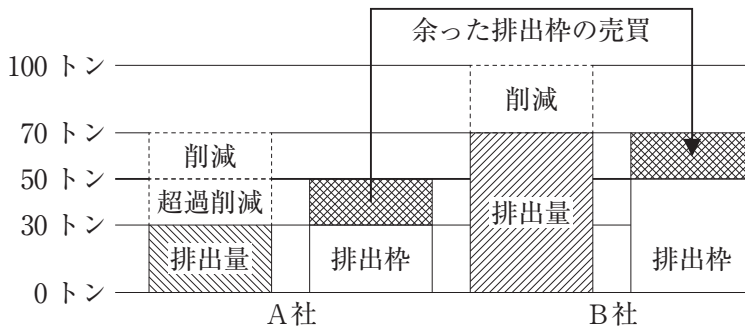 余った排出枠の売買
100 トン
削減
70 トン
削減
50 トン
超過削減
排出量
30 トン
排出量
排出枠
排出枠
0 トン
A社
B社